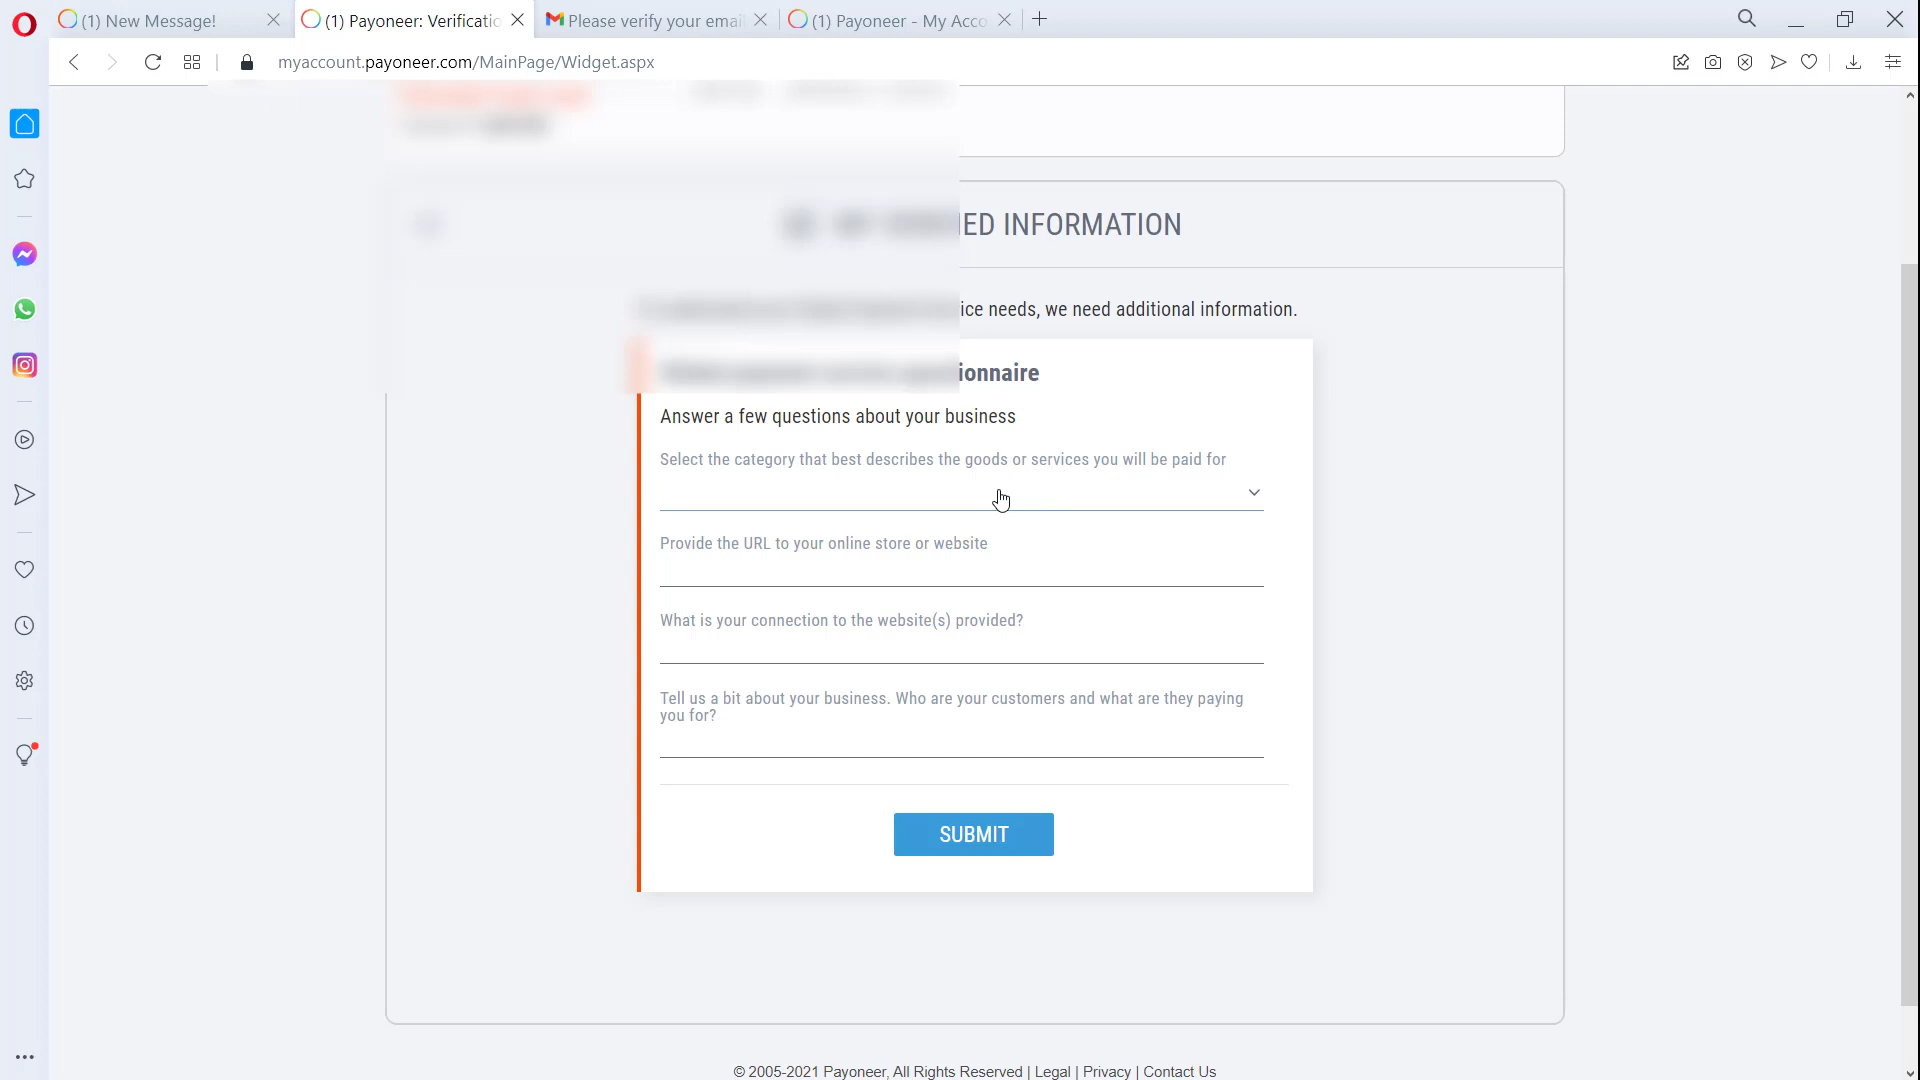 (1) New Message!
(1) Payoneer: Verificatic
Please verify your emai
(1) Payoneer - My Acco
myaccount.payoneer.com/MainPage/Widget.aspx
ED INFORMATION
ice needs, we need additional information.
ionnaire
Answer a few questions about your business
Select the category that best describes the goods or services you will be paid for
Provide the URL to your online store or website
What is your connection to the website(s) provided?
Tell us a bit about your business. Who are your customers and what are they paying
you for?
SUBMIT
© 2005-2021 Payoneer, All Rights Reserved | Legal | Privacy | Contact Us